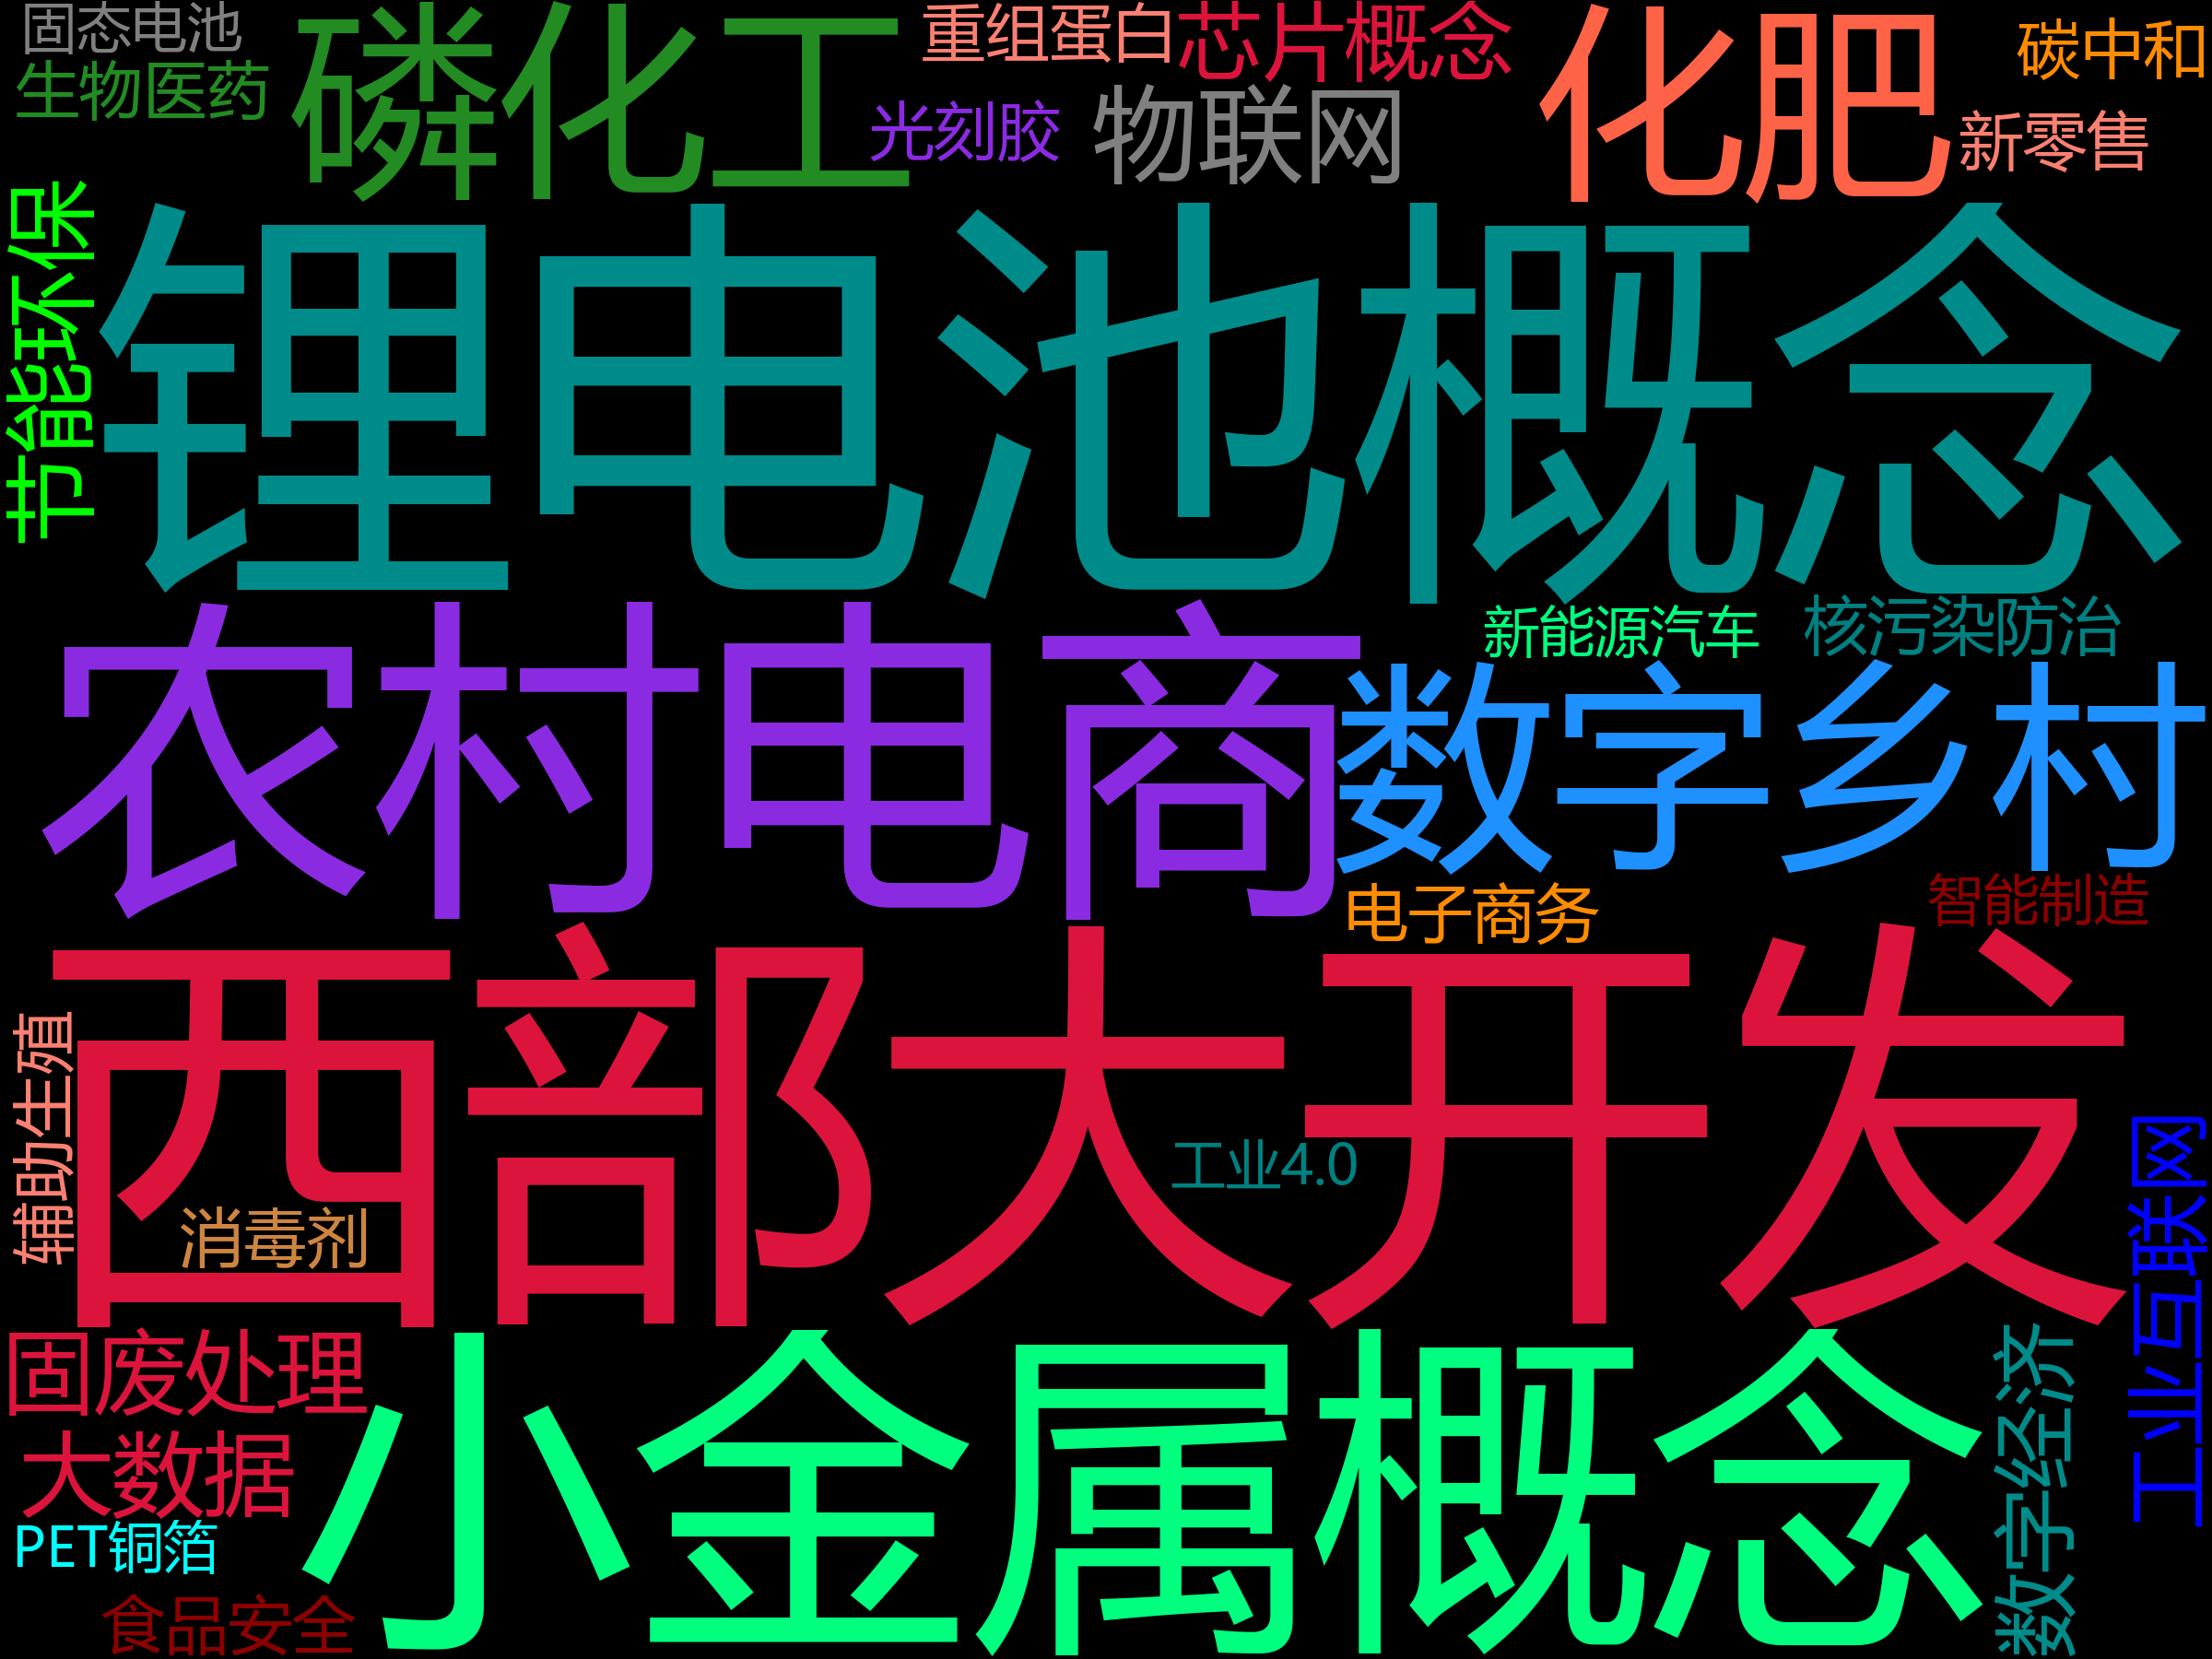 固态电池
生物医药
磷化工
重组蛋白
芯片概念
光刻胶
物联网
化肥
碳中和
新零售
节能环保
锂电池概念
农村电商
新能源汽车
核污染防治
数字乡村
电子商务
智能制造
西部大开发
辅助生殖
消毒剂
工业4.0
工业互联网
固废处理
大数据
PET铜箔
食品安全
小金属概念
数字经济